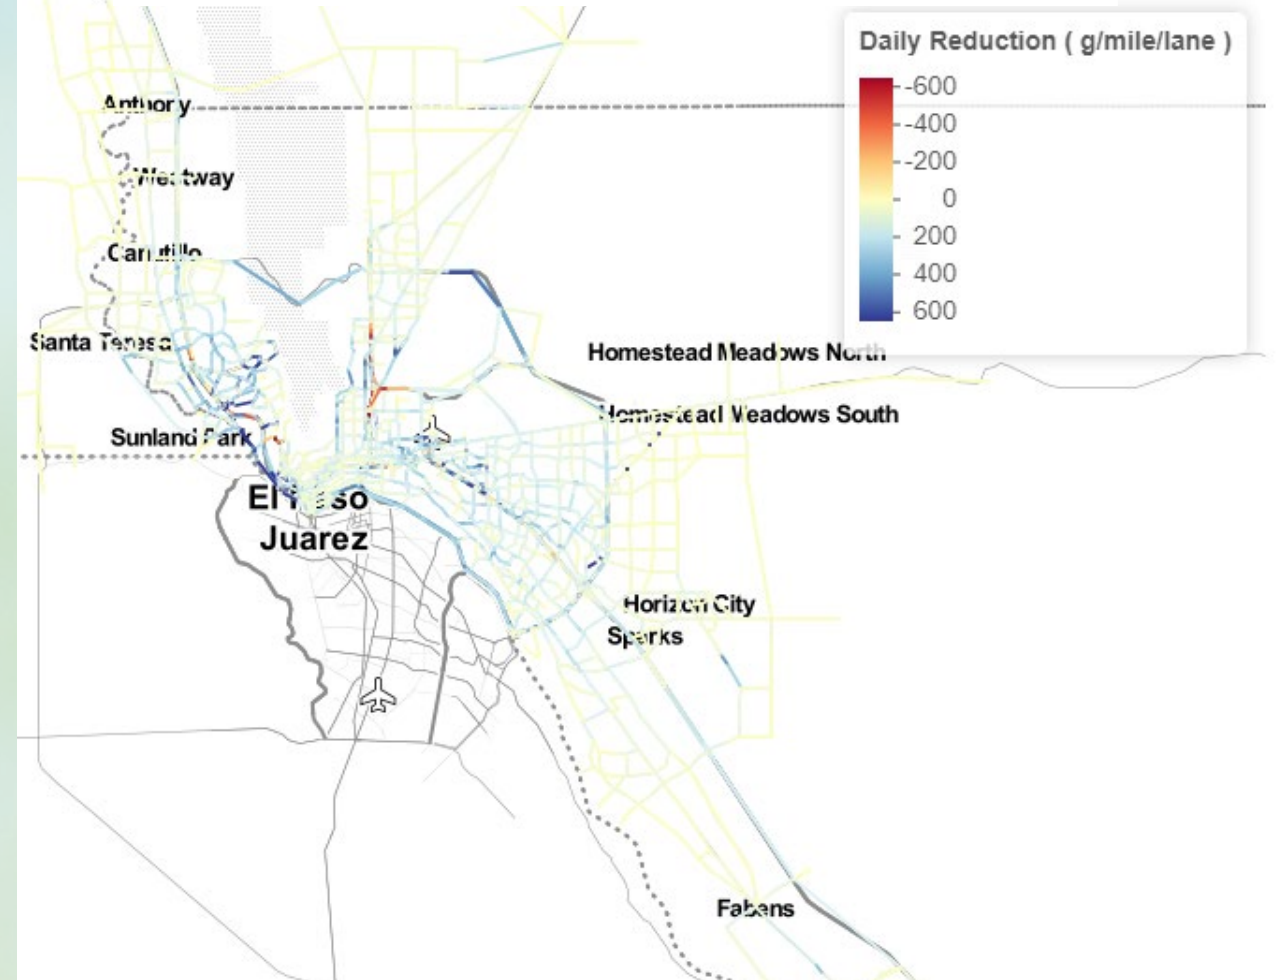 Daily Reduction ( g/mile/lane )
-600
-400
-200
0
200
400
600
Anthony
Westway
Canutillo
Santa Teresa
Homestead Meadows North
Homestead Meadows South
Sunland Park
El Paso
Juarez
Horizon City
Sparks
Fabens